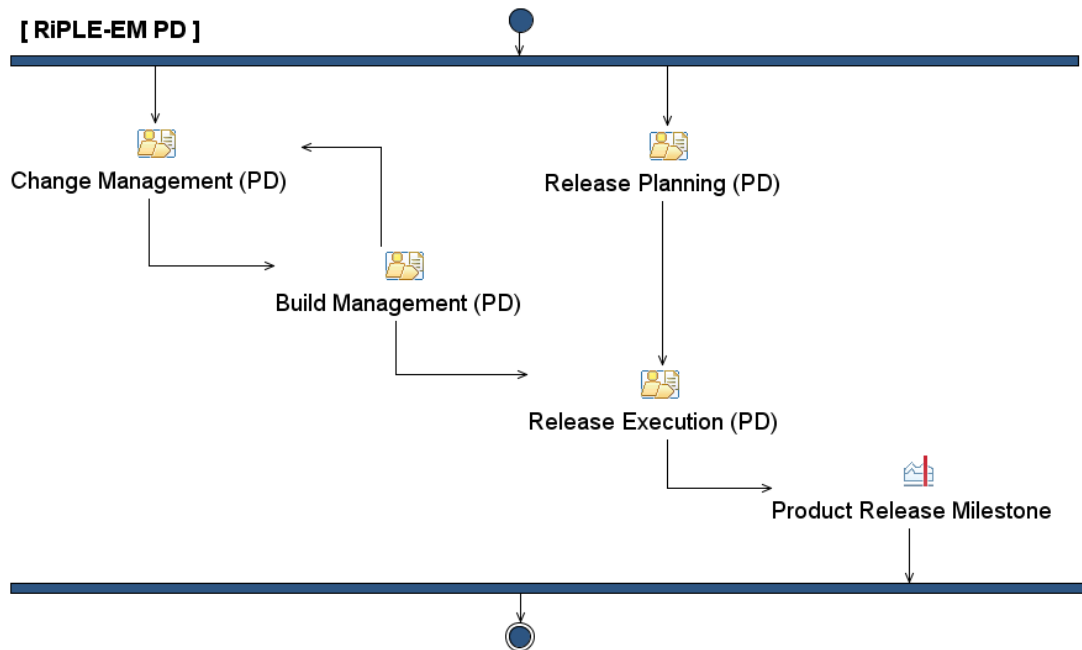 [ RiPLE-EM PD ]
Change Management (PD)
Release Planning (PD)
Build Management (PD)
Release Execution (PD)
Product Release Milestone